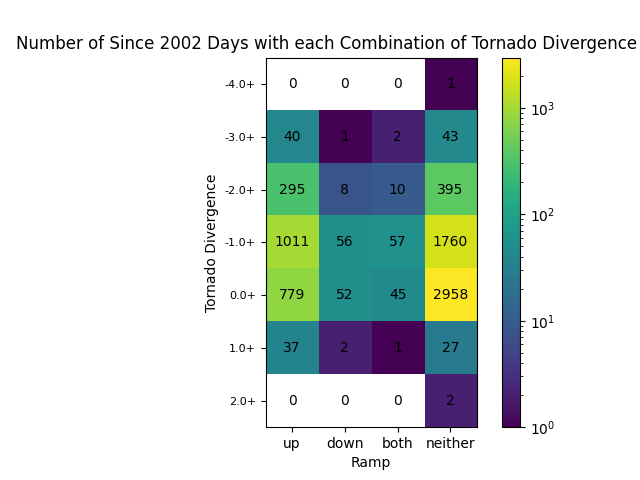 Number of Since 2002 Days with each Combination of Tornado Divergence
-4.0+ 0 0 0 1
-3.0+ 40 1 2 43
-2.0+ 295 8 10 395
-1.0+ 1011 56 57 1760
0.0+ 779 52 45 2958
1.0+ 37 2 1 27
2.0+ 0 0 0 2
up down both neither
Ramp
Tornado Divergence
10³
10²
10¹
10⁰